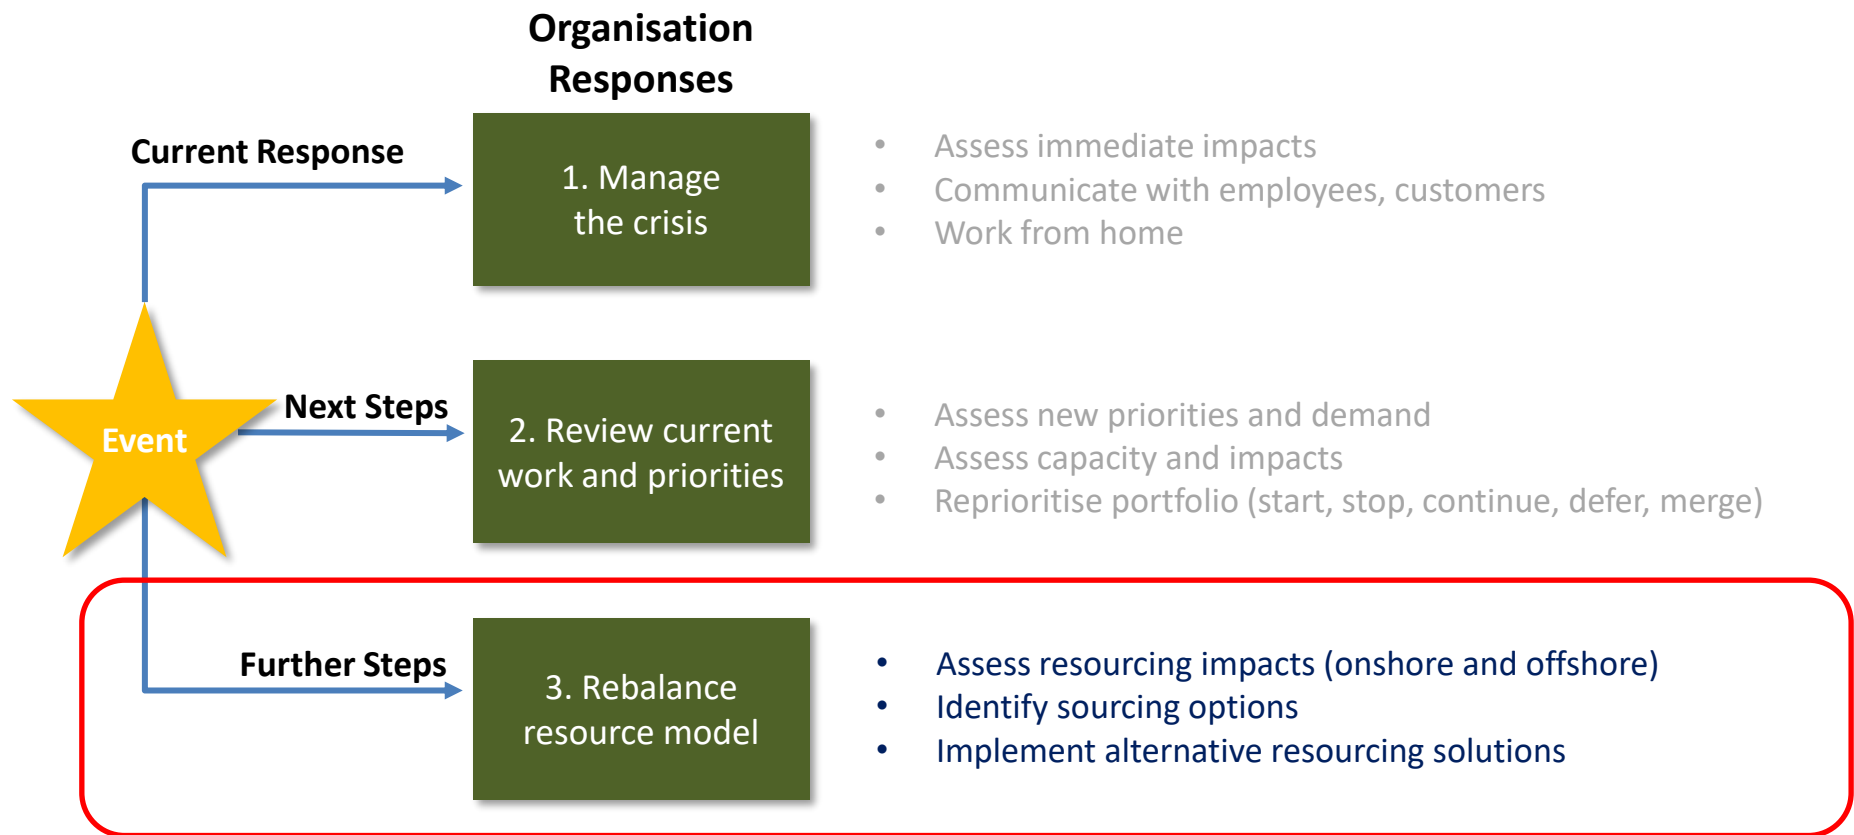 Organisation
Responses
Current Response
1. Manage
the crisis
• Assess immediate impacts
• Communicate with employees, customers
• Work from home
Event
Next Steps
2. Review current
work and priorities
• Assess new priorities and demand
• Assess capacity and impacts
• Reprioritise portfolio (start, stop, continue, defer, merge)
Further Steps
3. Rebalance
resource model
• Assess resourcing impacts (onshore and offshore)
• Identify sourcing options
• Implement alternative resourcing solutions